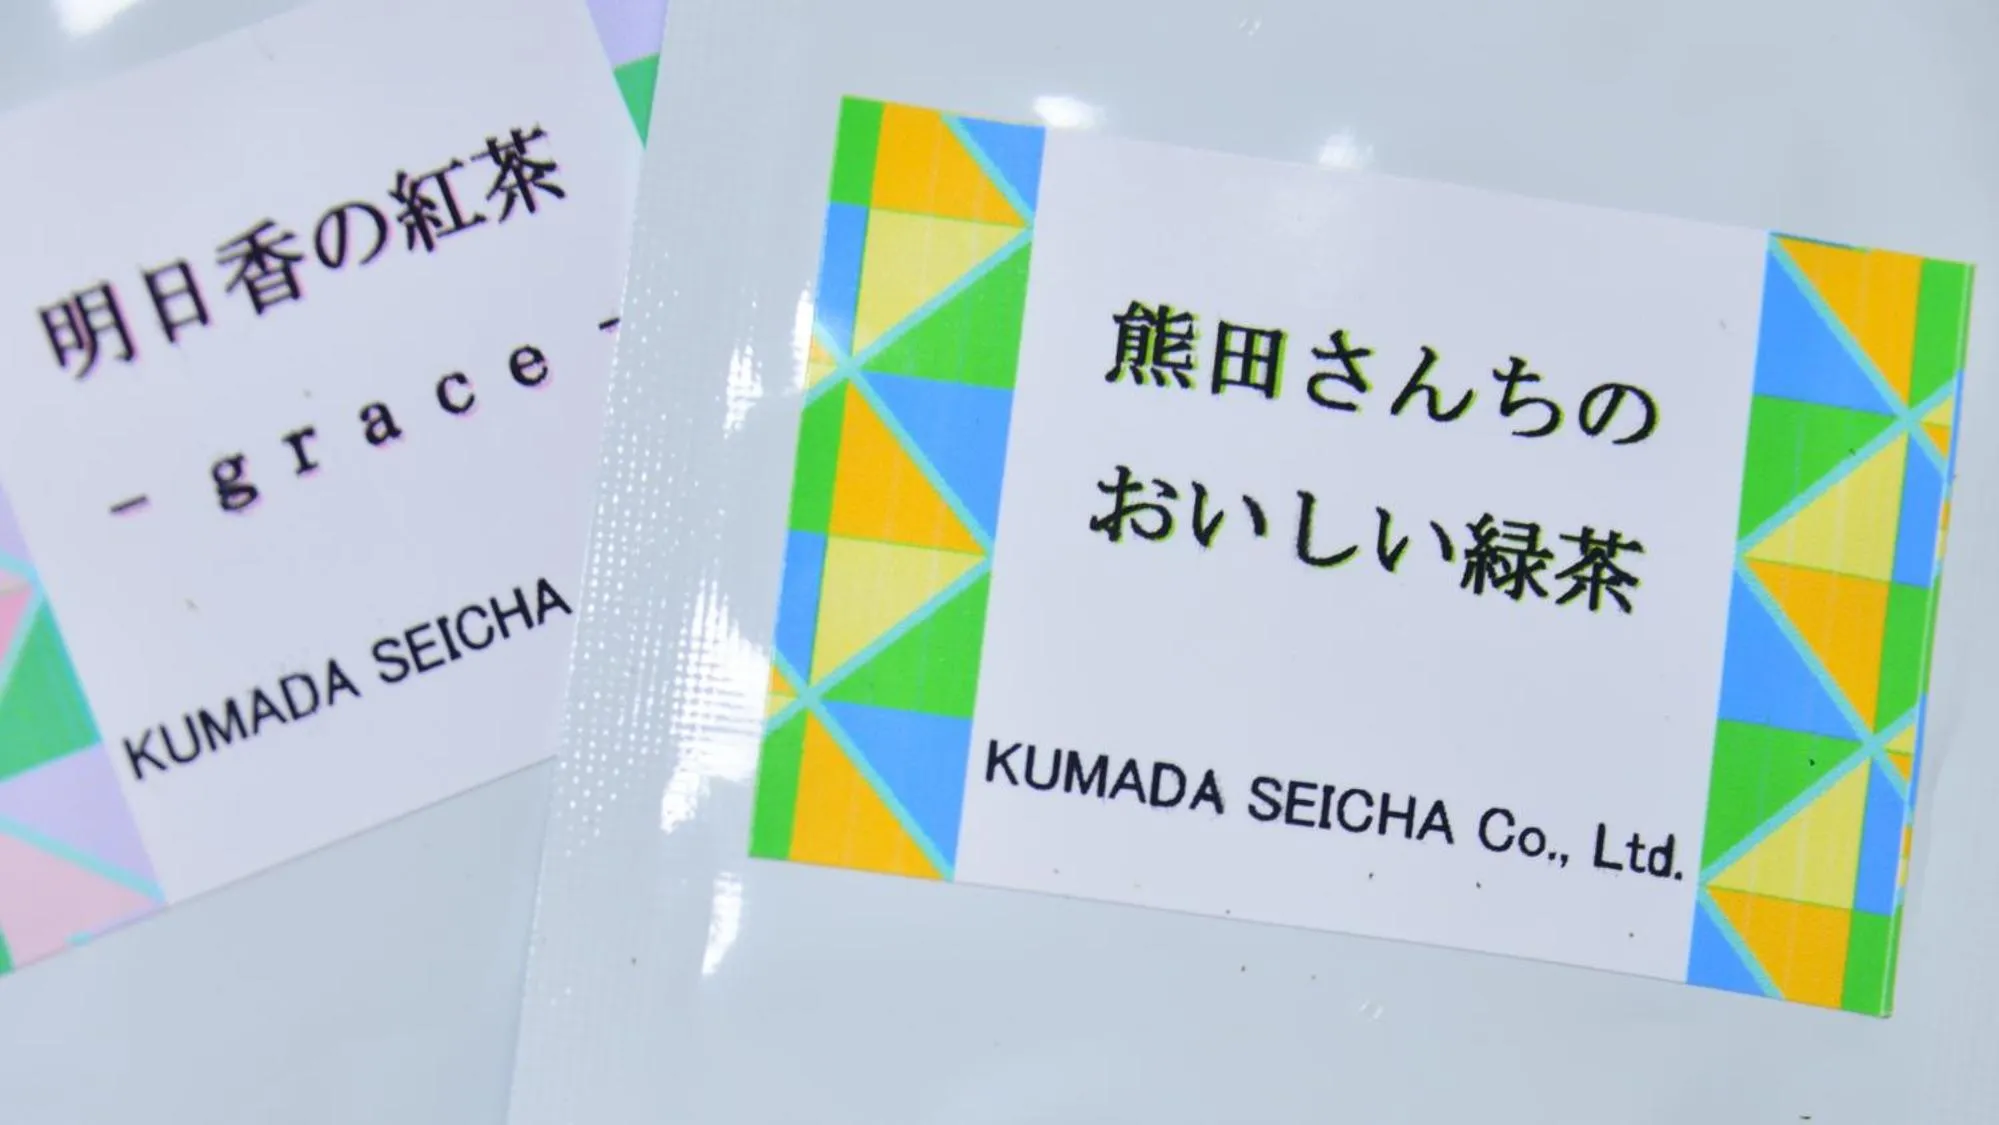 明日香の紅茶
- grace -
KUMADA SEICHA
熊田さんちの
おいしい緑茶
KUMADA SEICHA Co., Ltd.